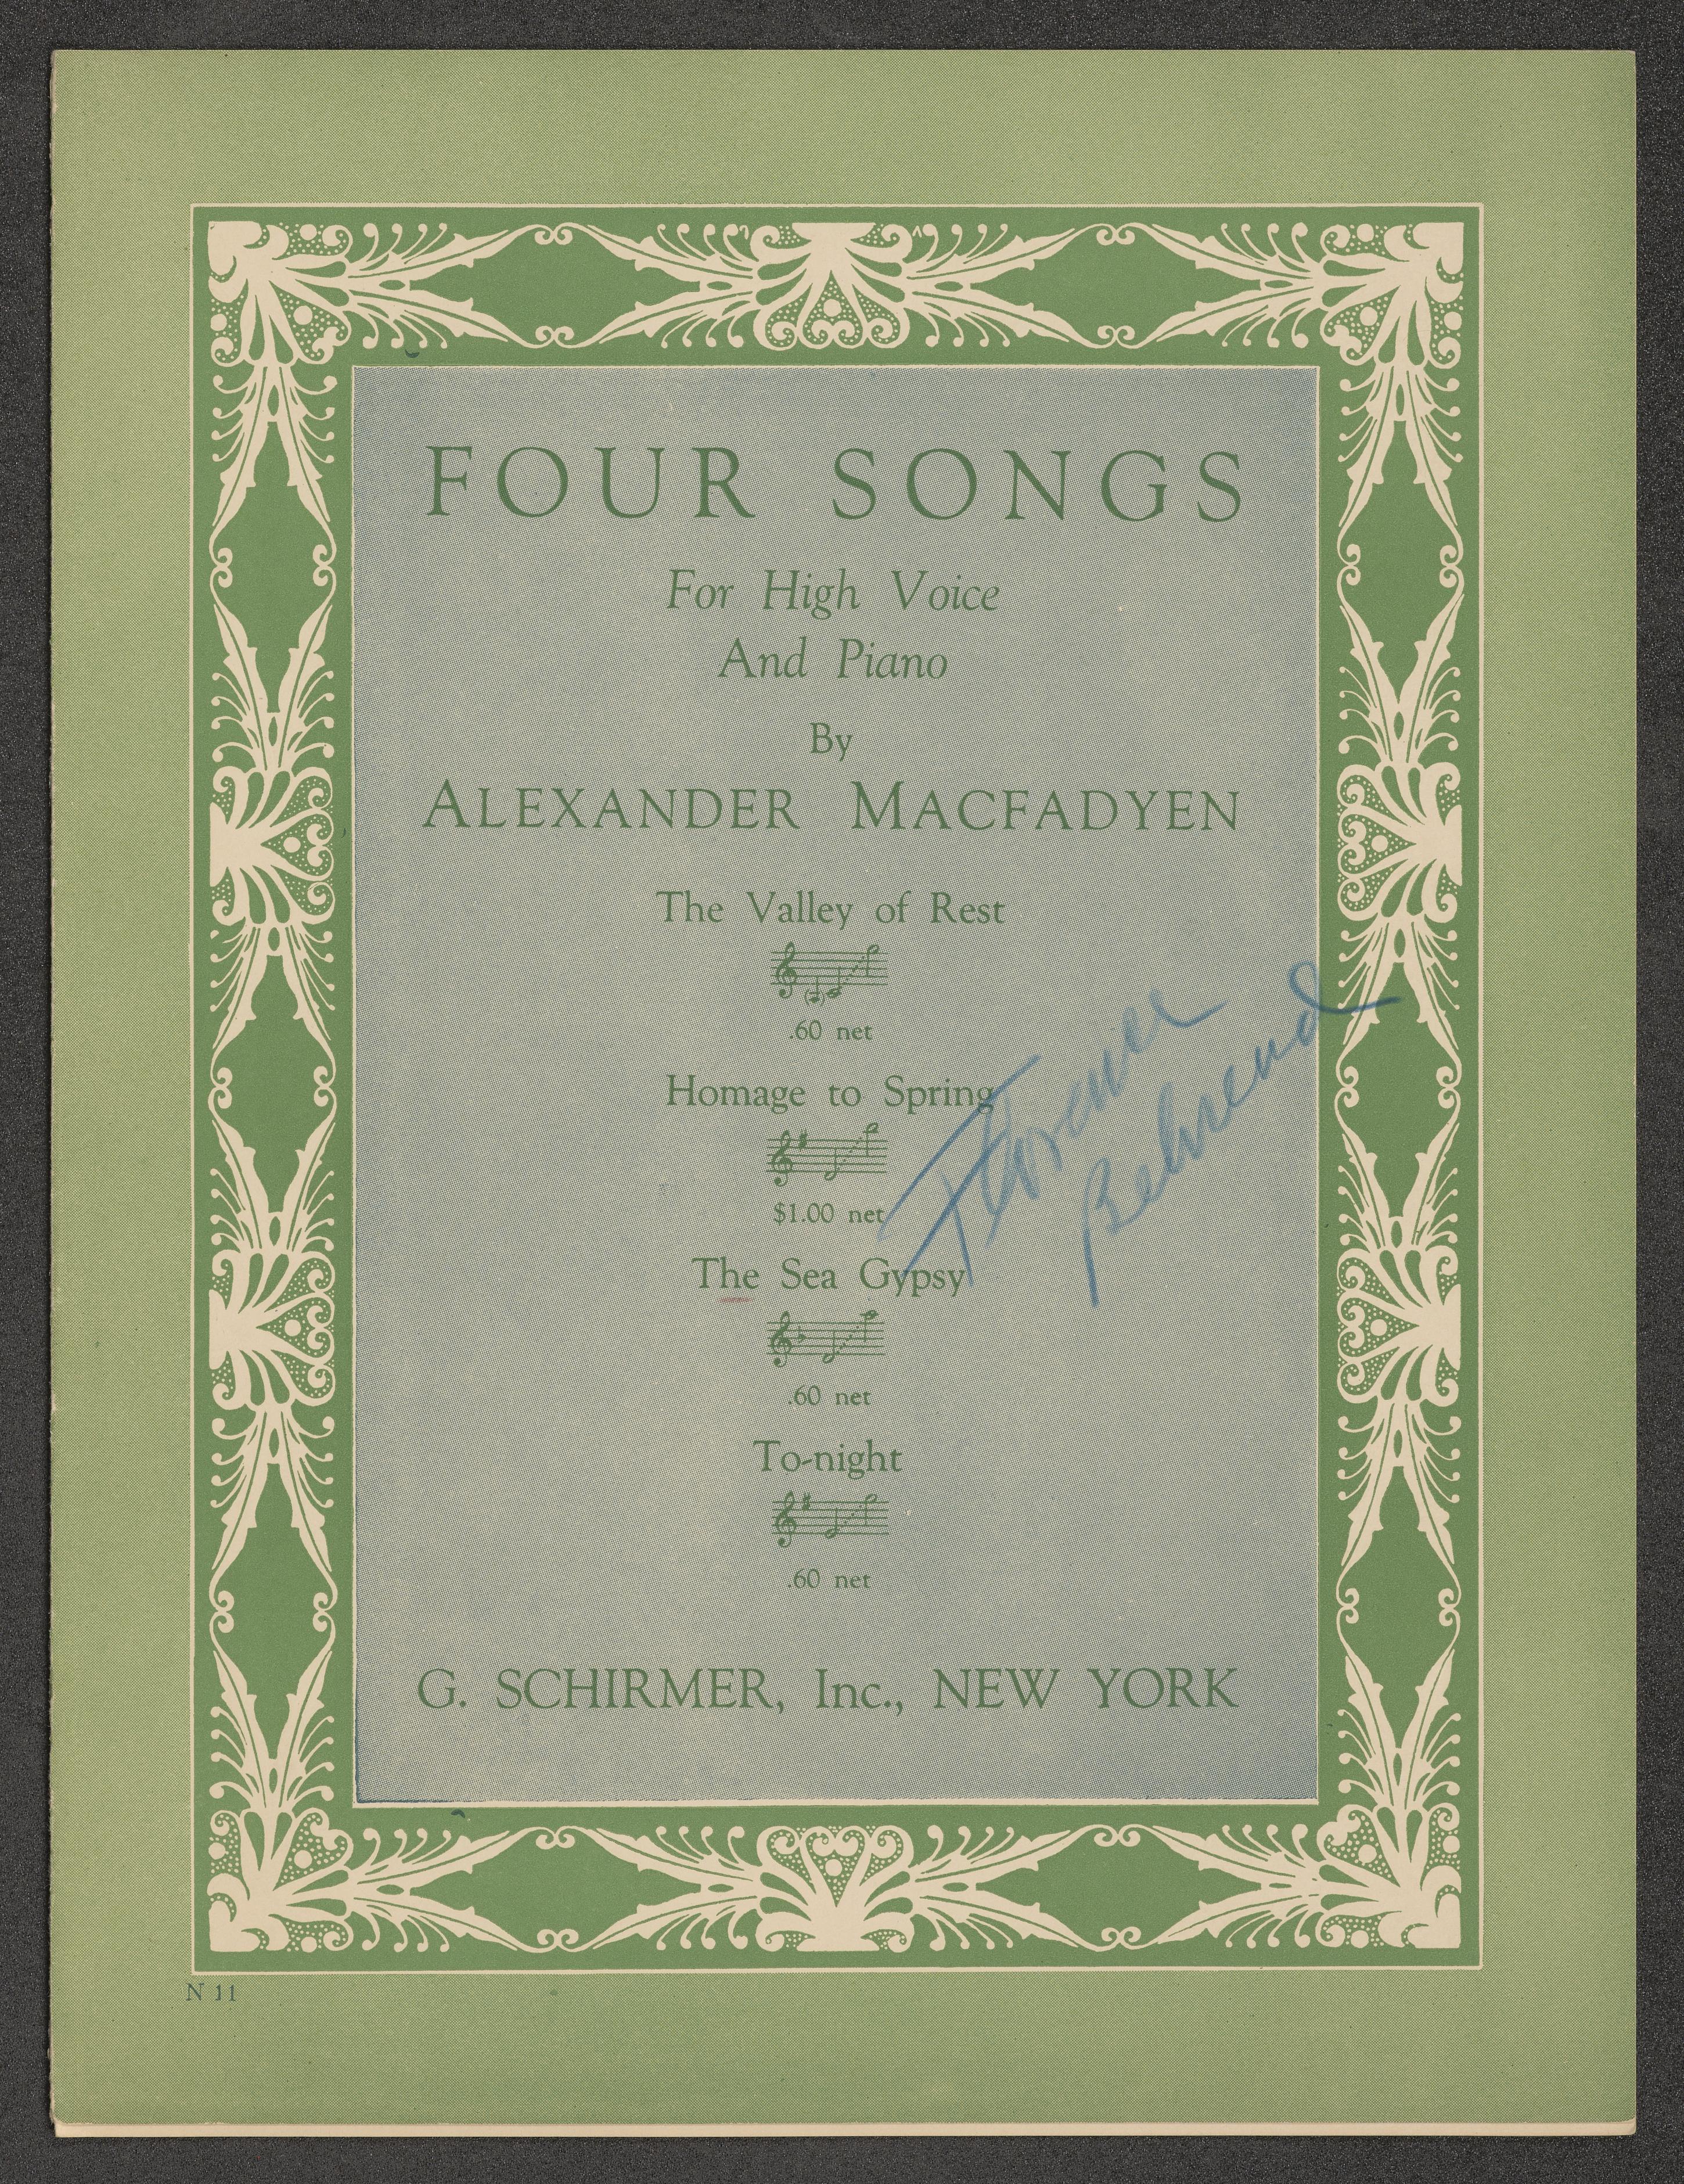 FOUR SONGS
For High Voice
And Piano
By
ALEXANDER MACFADYEN
The Valley of Rest
.60 net
Homage to Spring
$1.00 net
Florence
Behrend
The Sea Gypsy
.60 net
To-night
.60 net
G. SCHIRMER, Inc., NEW YORK
N 11